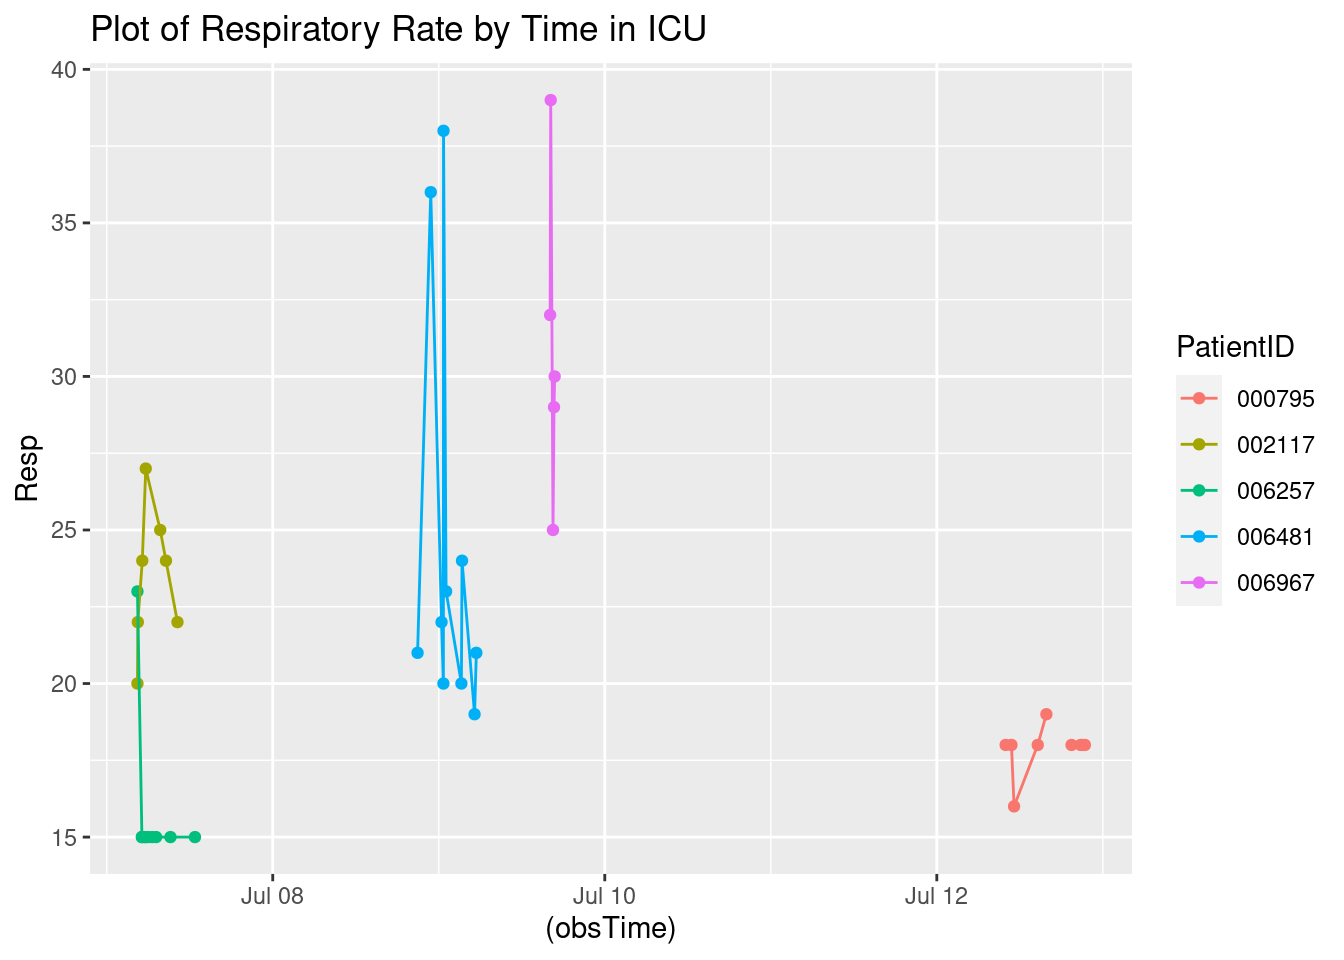 Plot of Respiratory Rate by Time in ICU
40
35
30
25
20
15
Resp
Jul 08
Jul 10
Jul 12
(obsTime)
PatientID
000795
002117
006257
006481
006967